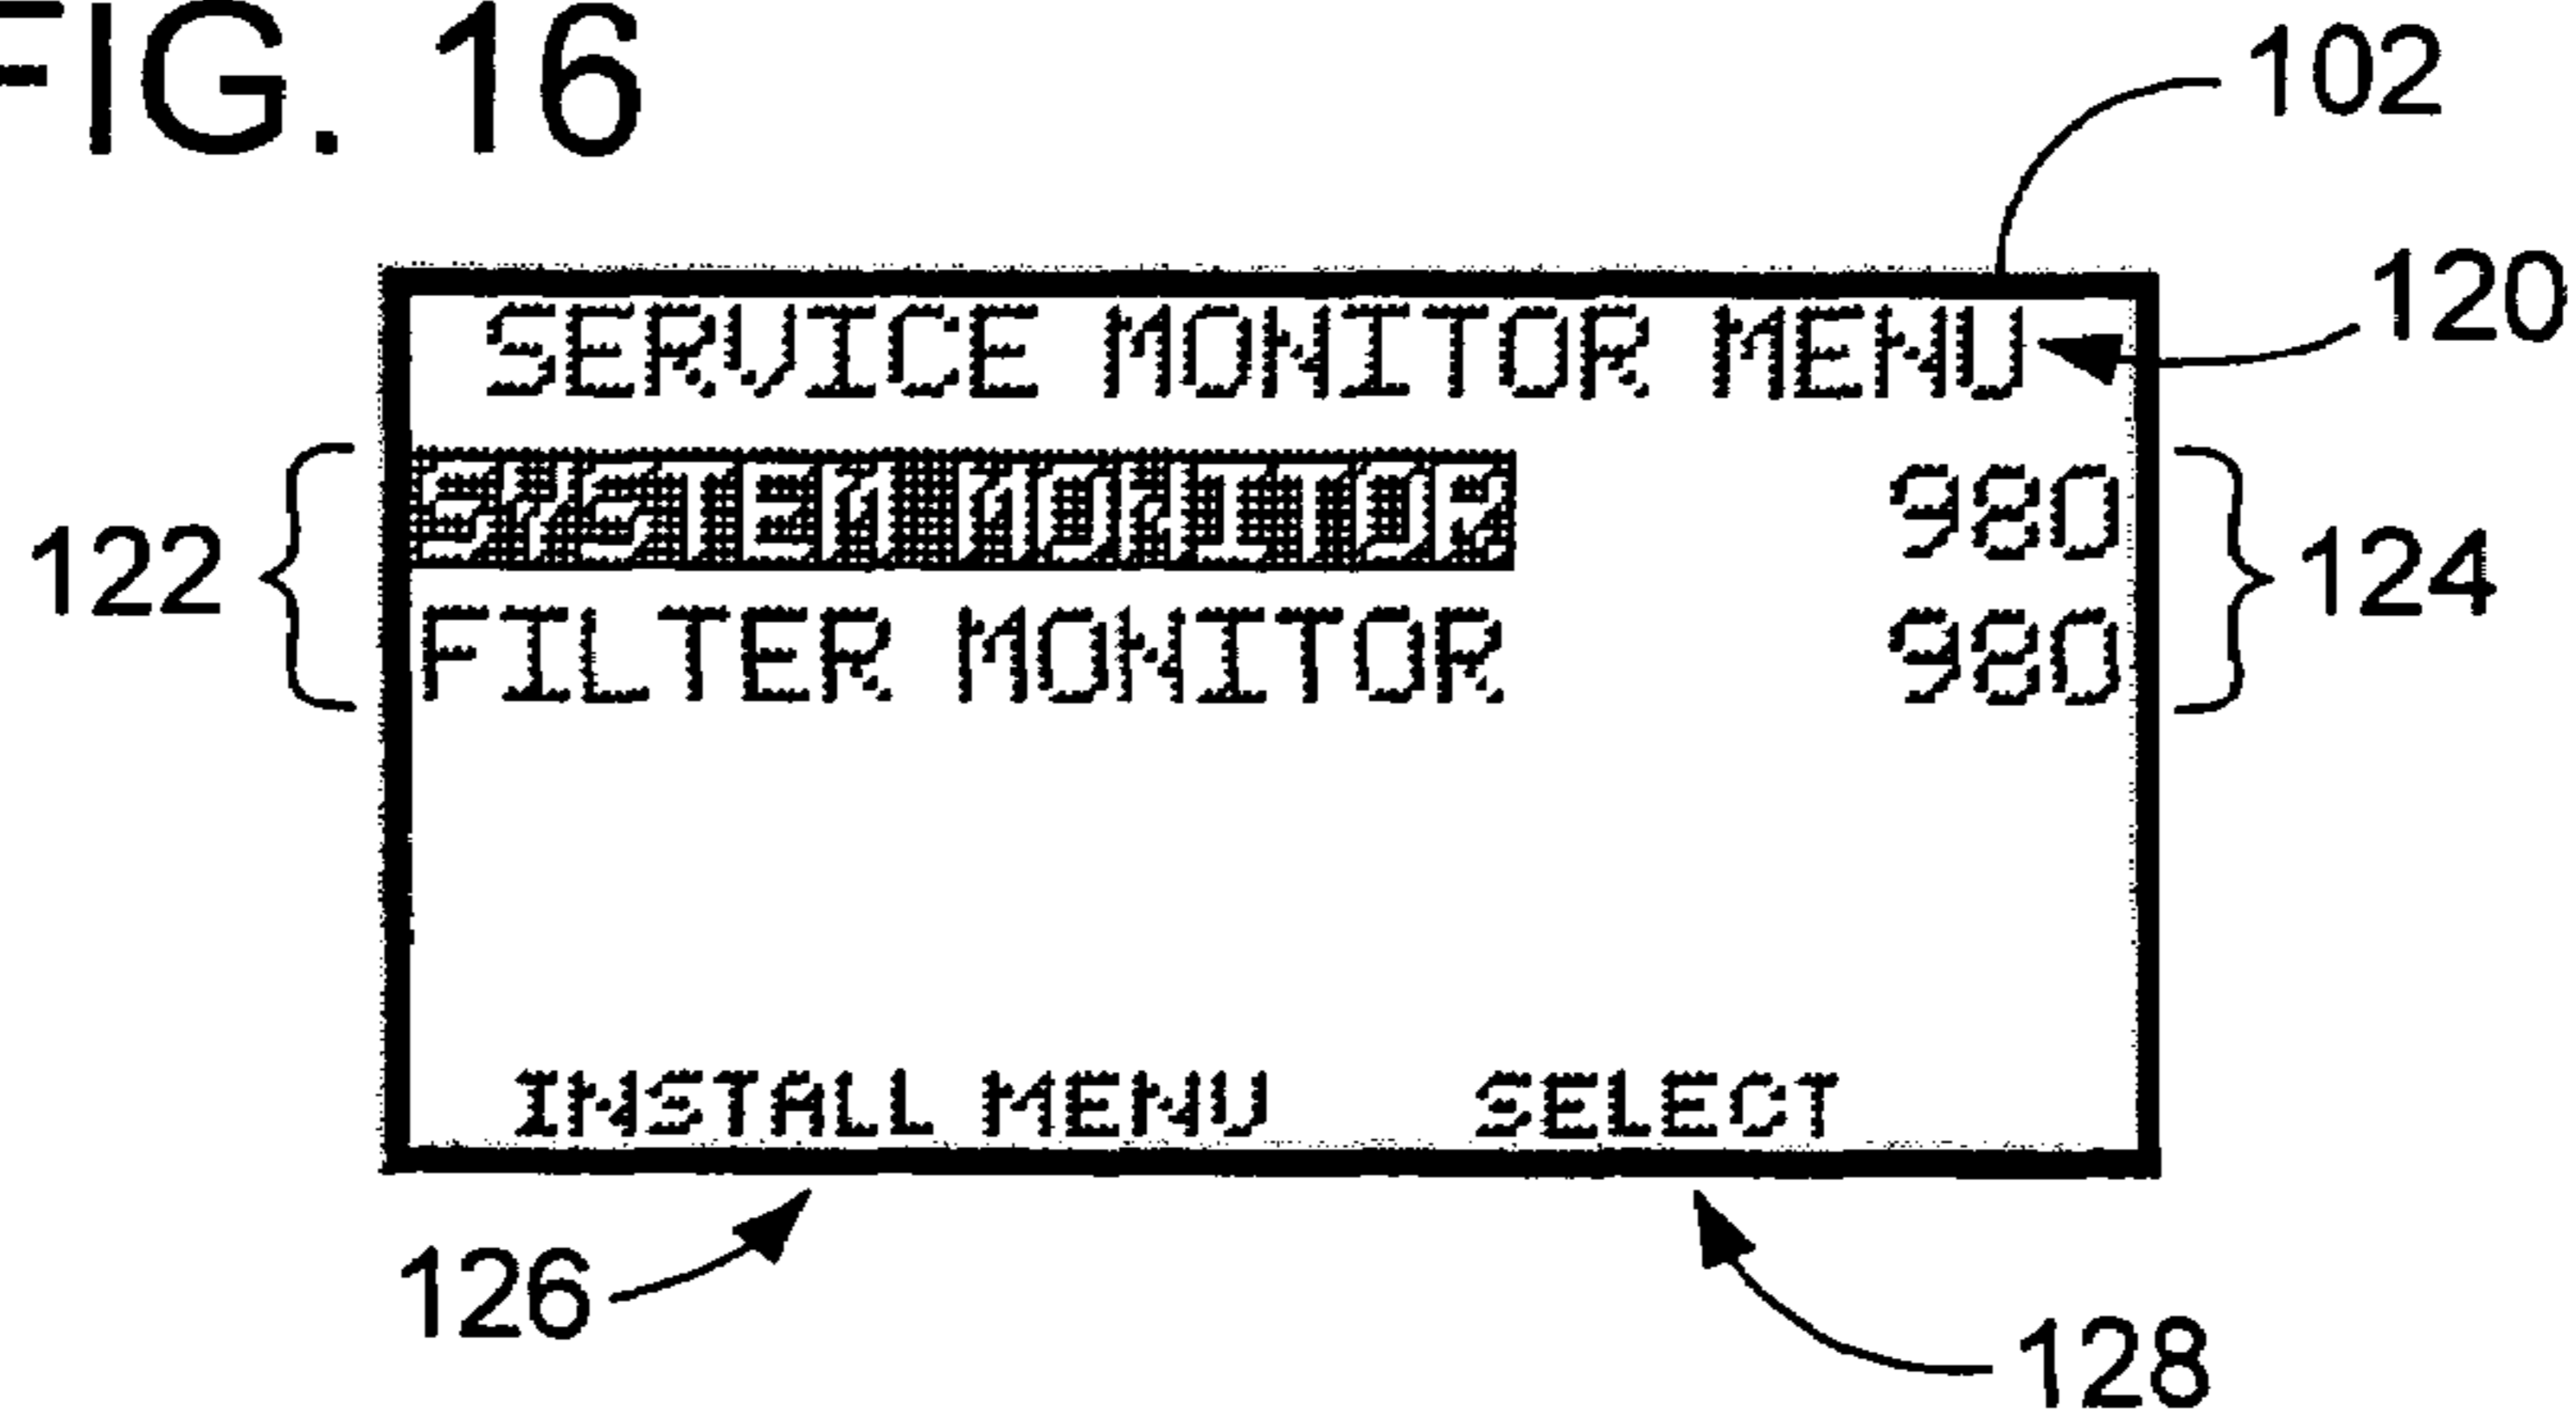 FIG. 16
102
120
SERVICE MONITOR MENU
122
SYSTEM MONITOR 980
FILTER MONITOR 980
124
INSTALL MENU SELECT
126
128